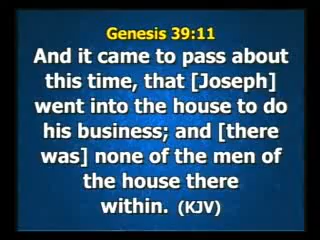 Genesis 39:11
And it came to pass about
this time, that [Joseph]
went into the house to do
his business; and [there
was] none of the men of
the house there
within. (KJV)